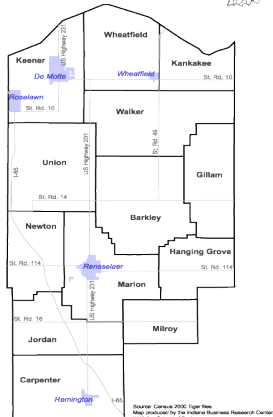 Wheatfield
Keener
US Highway 231
Kankakee
De Motte
Wheatfield
St. Rd. 10
Roselawn
St. Rd. 10
Walker
I-65
Union
US Highway 231
St. Rd. 49
Gillam
St. Rd. 14
Barkley
Newton
Hanging Grove
St. Rd. 114
Rensselaer
St. Rd. 114
Marion
US Highway 231
St. Rd. 16
Milroy
Jordan
Carpenter
Remington
I-65
Source: Census 2000 Tiger files
Map produced by the Indiana Business Research Center